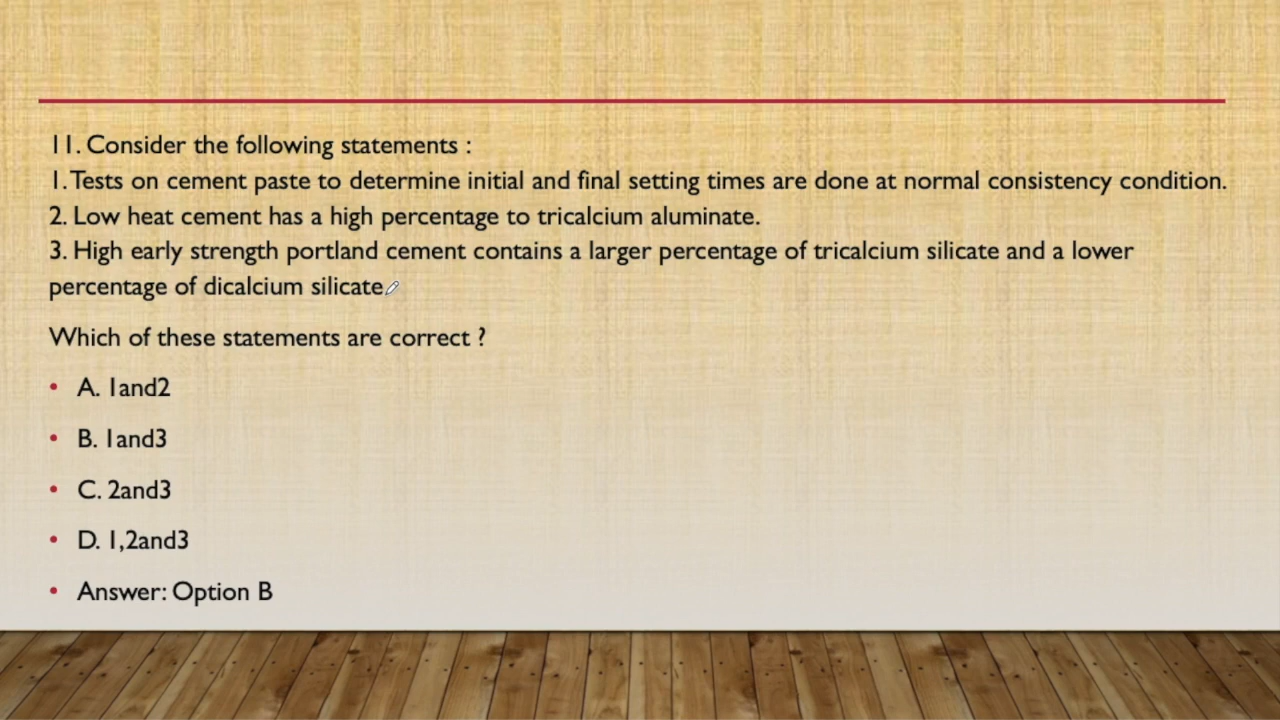 11. Consider the following statements :
1. Tests on cement paste to determine initial and final setting times are done at normal consistency condition.
2. Low heat cement has a high percentage to tricalcium aluminate.
3. High early strength portland cement contains a larger percentage of tricalcium silicate and a lower
percentage of dicalcium silicate
Which of these statements are correct ?
• A. 1and2
• B. 1and3
• C. 2and3
• D. 1,2and3
• Answer: Option B